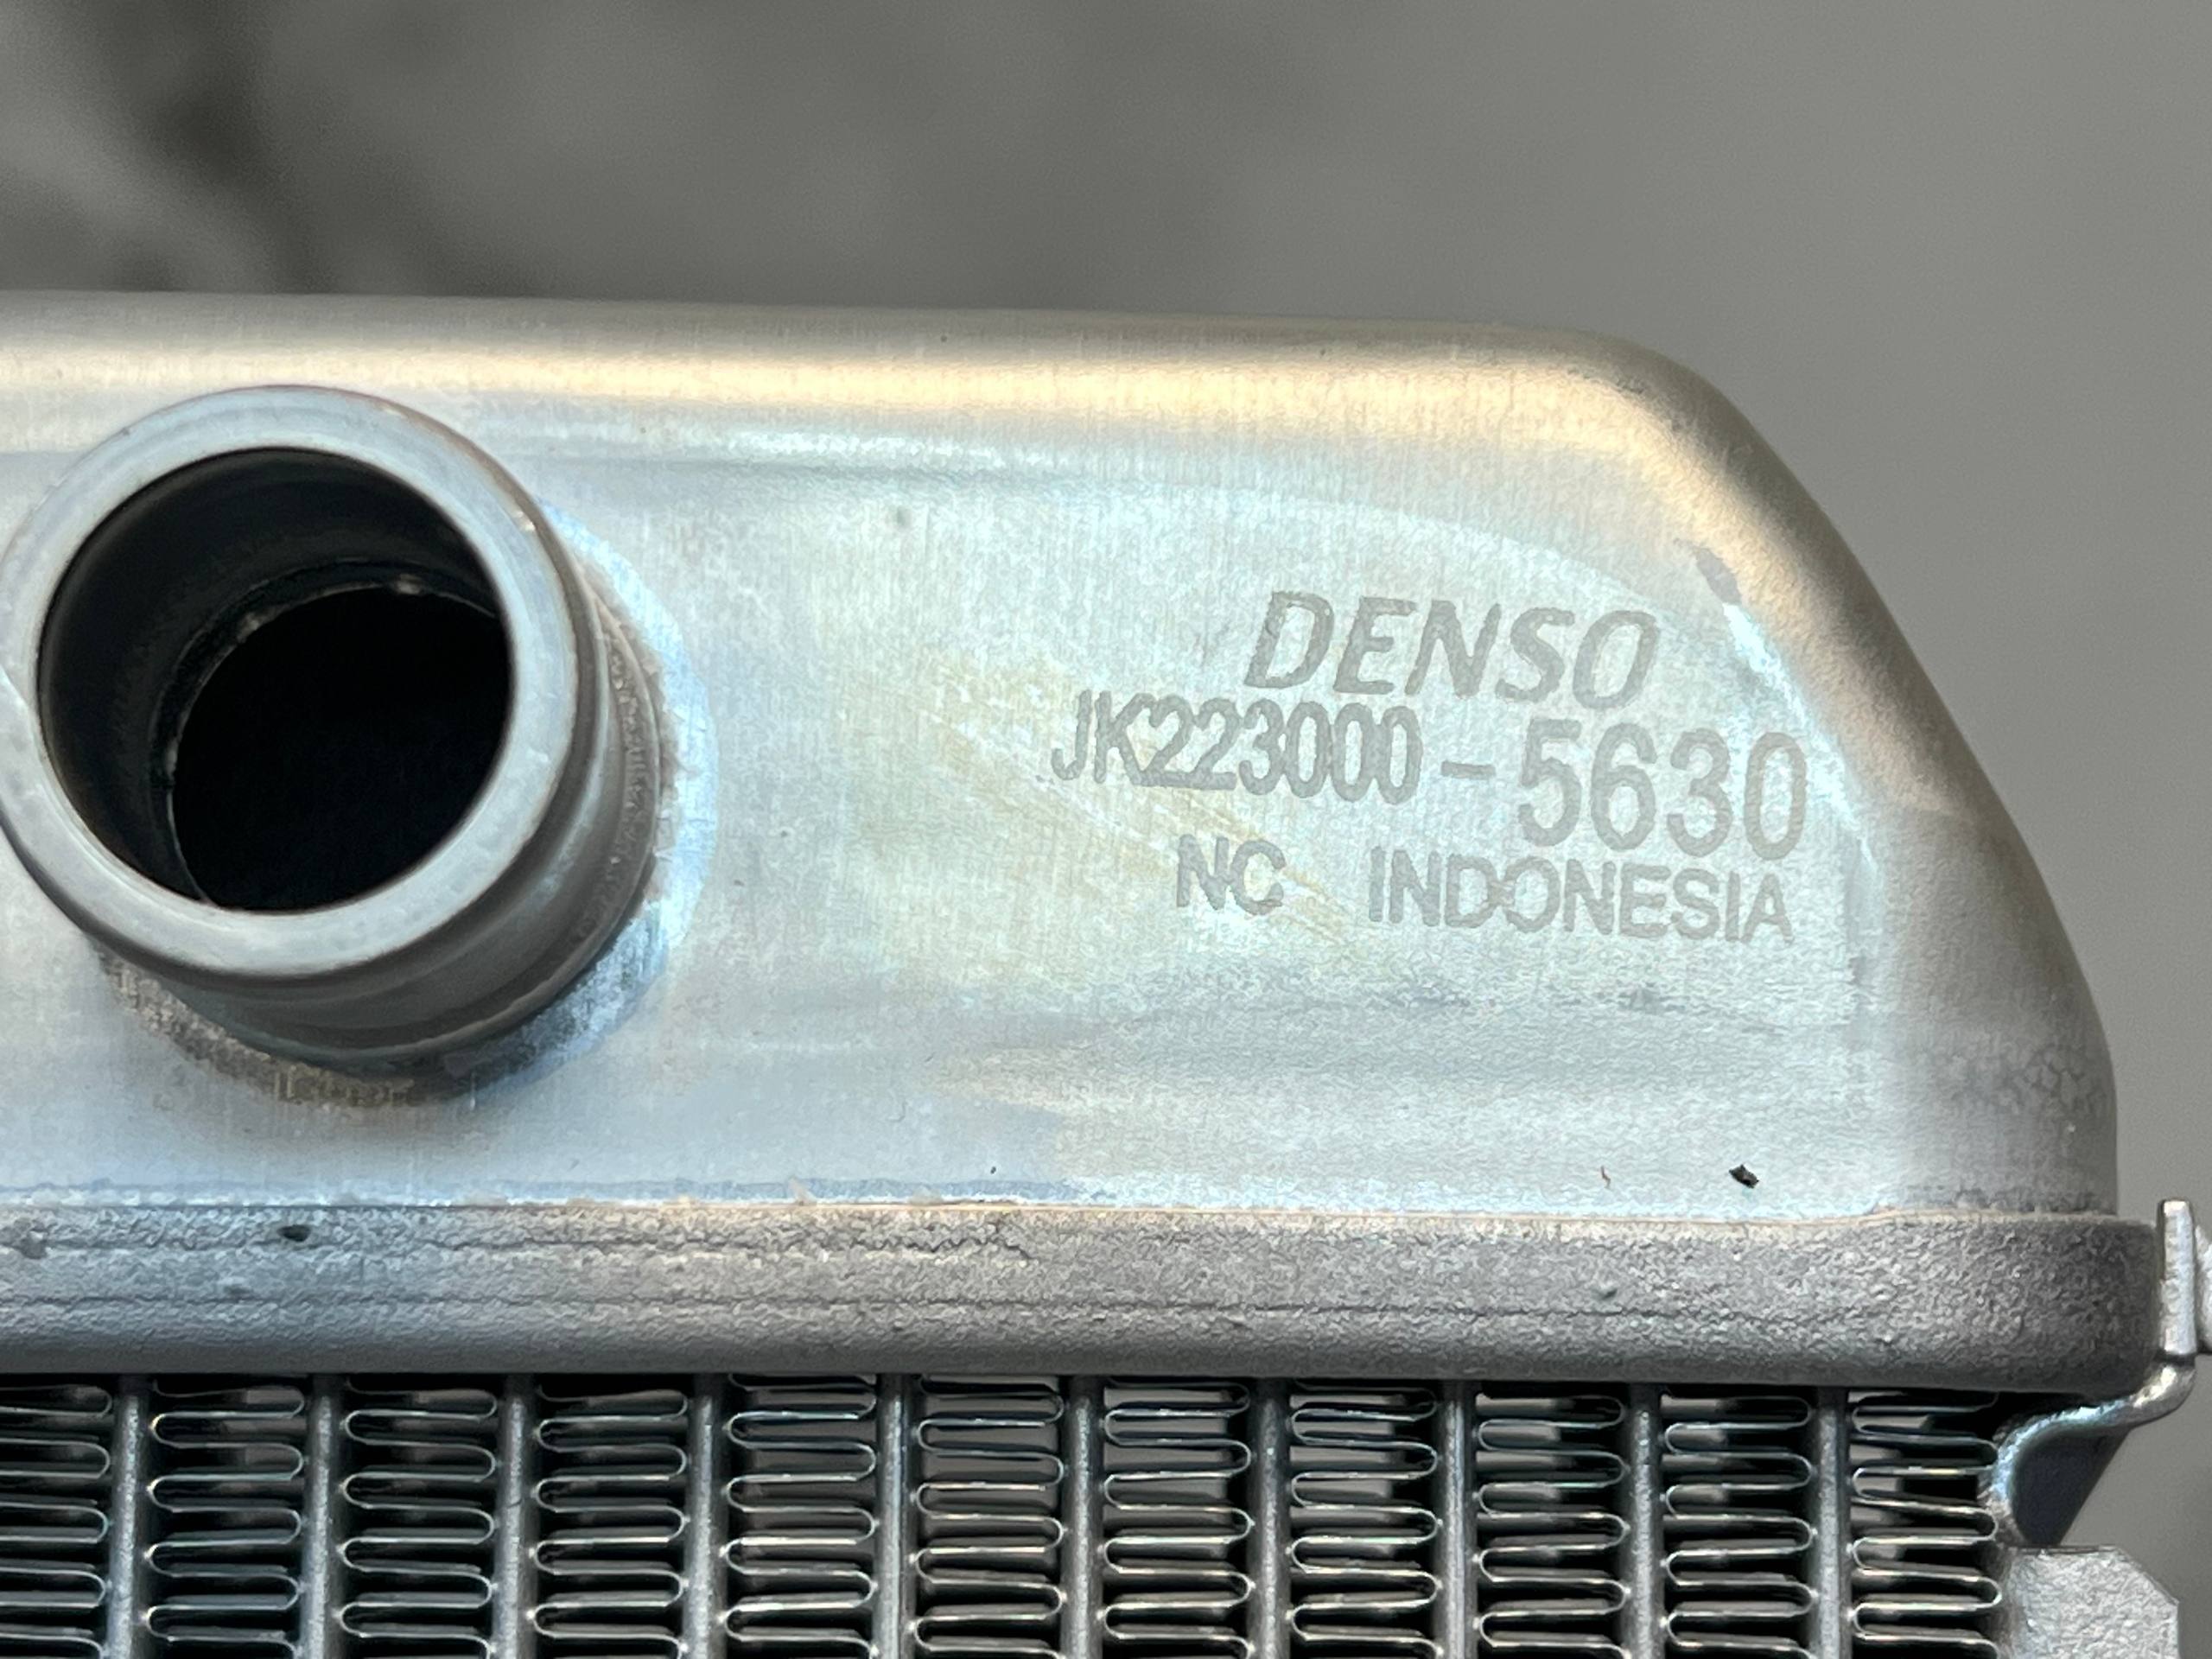 DENSO
JK223000-5630
NC INDONESIA